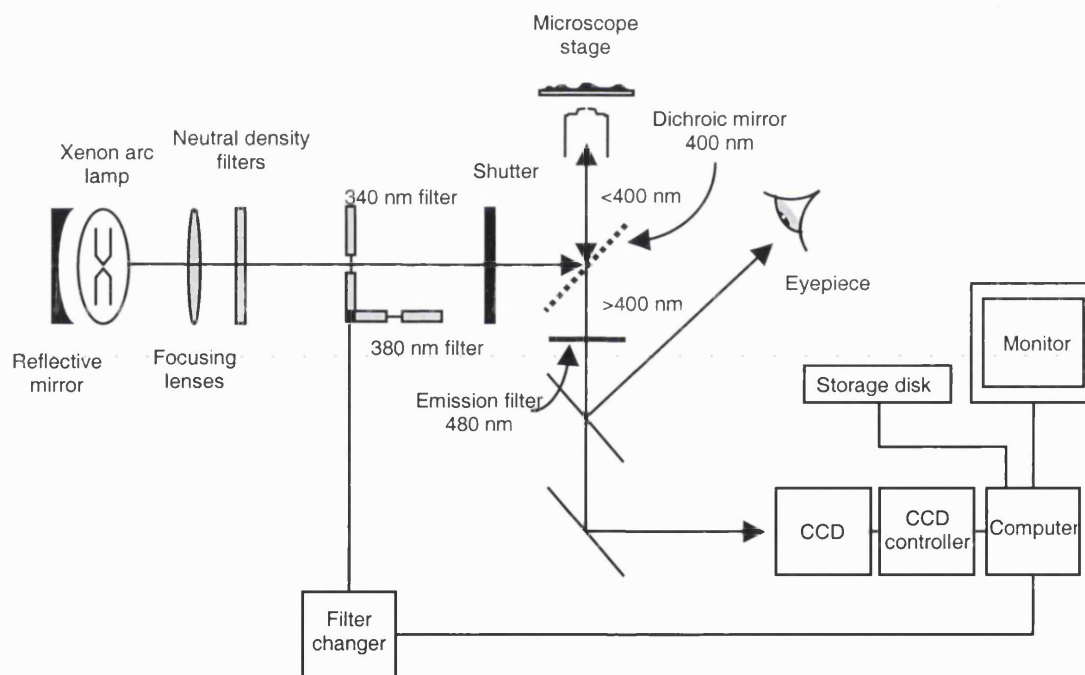 Microscope
stage
Dichroic mirror
400 nm
Neutral density
filters
Xenon arc
lamp
Shutter
340 nm filter
<400 nm
>400 nm
Eyepiece
380 nm filter
Reflective
mirror
Focusing
lenses
Emission filter
480 nm
Monitor
Storage disk
CCD
CCD
controller
Computer
Filter
changer